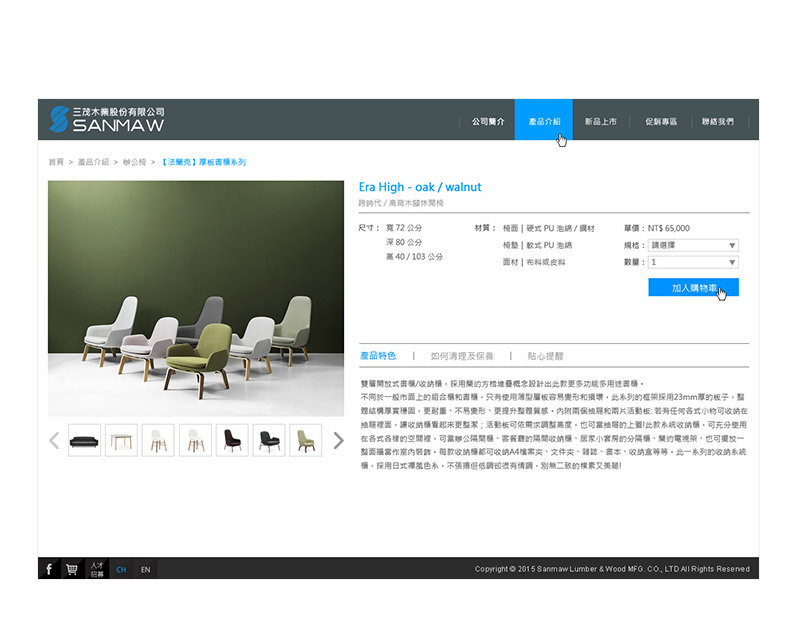 三茂木業股份有限公司
SANMAW
公司簡介
產品介紹
新品上市
促銷專區
聯絡我們
首頁 > 產品介紹 > 辦公椅 > 【法蘭克】厚板書櫃系列
Era High - oak / walnut
跨時代 / 高背木腳休閒椅
尺寸： 寬 72 公分
深 80 公分
高 40 / 103 公分
材質： 椅面 | 硬式 PU 泡綿 / 鋼材
椅墊 | 軟式 PU 泡綿
面材 | 布料或皮料
單價：NT$ 65,000
規格：請選擇
數量：1
加入購物車
產品特色 | 如何清理及保養 | 貼心提醒
雙層開放式書櫃/收納櫃，採用簡約方格堆疊概念設計出此款更多功能多用途書櫃。
不同於一般市面上的組合櫃和書櫃，只有使用薄型層板容易變形和損壞，此系列的框架採用23mm厚的板子，整
體結構厚實穩固，更耐重、不易變形，更提升整體質感。內附兩個抽屜和兩片活動板: 若有任何各式小物可收納在
抽屜裡面，讓收納櫃看起來更整潔；活動板可依需求調整高度，也可當抽屜的上蓋!此款系統收納櫃，可充分使用
在各式各樣的空間裡，可當辦公隔間櫃、客餐廳的隔間收納櫃、居家小套房的分隔櫃、簡約電視架、也可擺放一
整面牆當作室內裝飾。每款收納櫃都可收納A4檔案夾、文件夾、雜誌、書本、收納盒等等。此一系列的收納系統
櫃，採用日式禪風色系，不張揚但低調卻很有情調，別無二致的樸素又美麗!
人才
招募
CH
EN
Copyright © 2015 Sanmaw Lumber & Wood MFG. CO., LTD All Rights Reserved